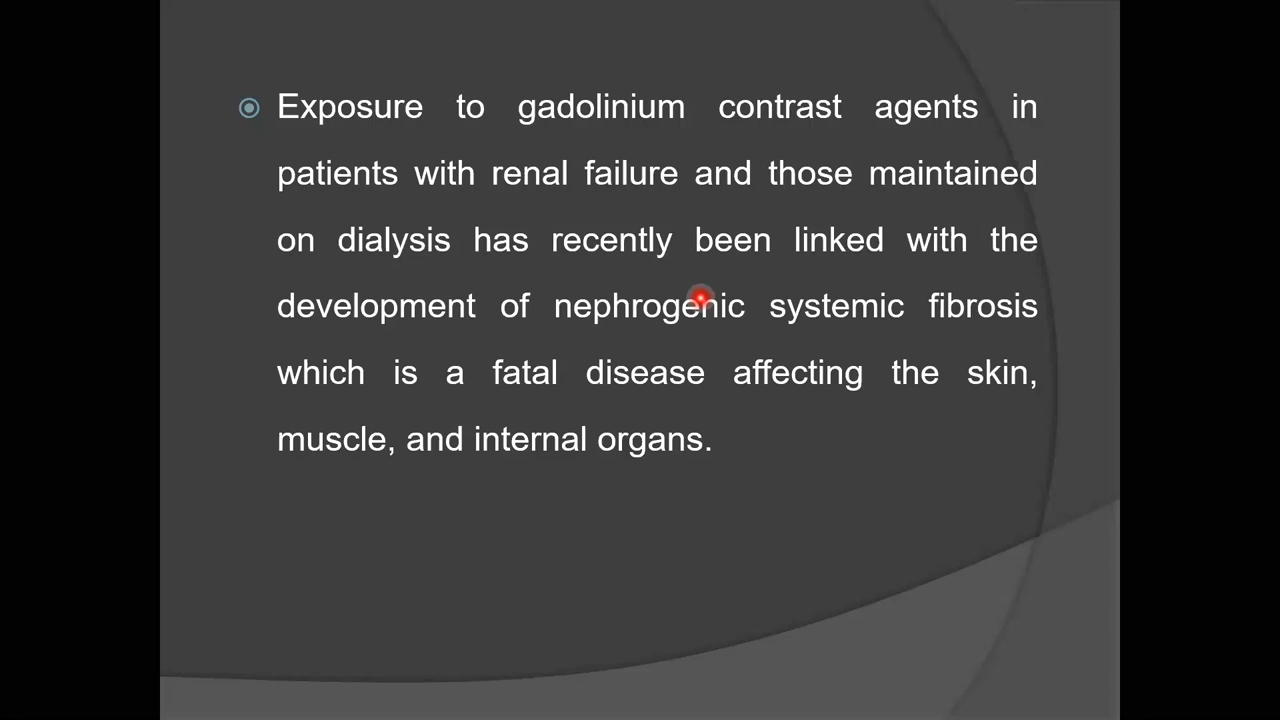 Exposure to gadolinium contrast agents in
patients with renal failure and those maintained
on dialysis has recently been linked with the
development of nephrogenic systemic fibrosis
which is a fatal disease affecting the skin,
muscle, and internal organs.